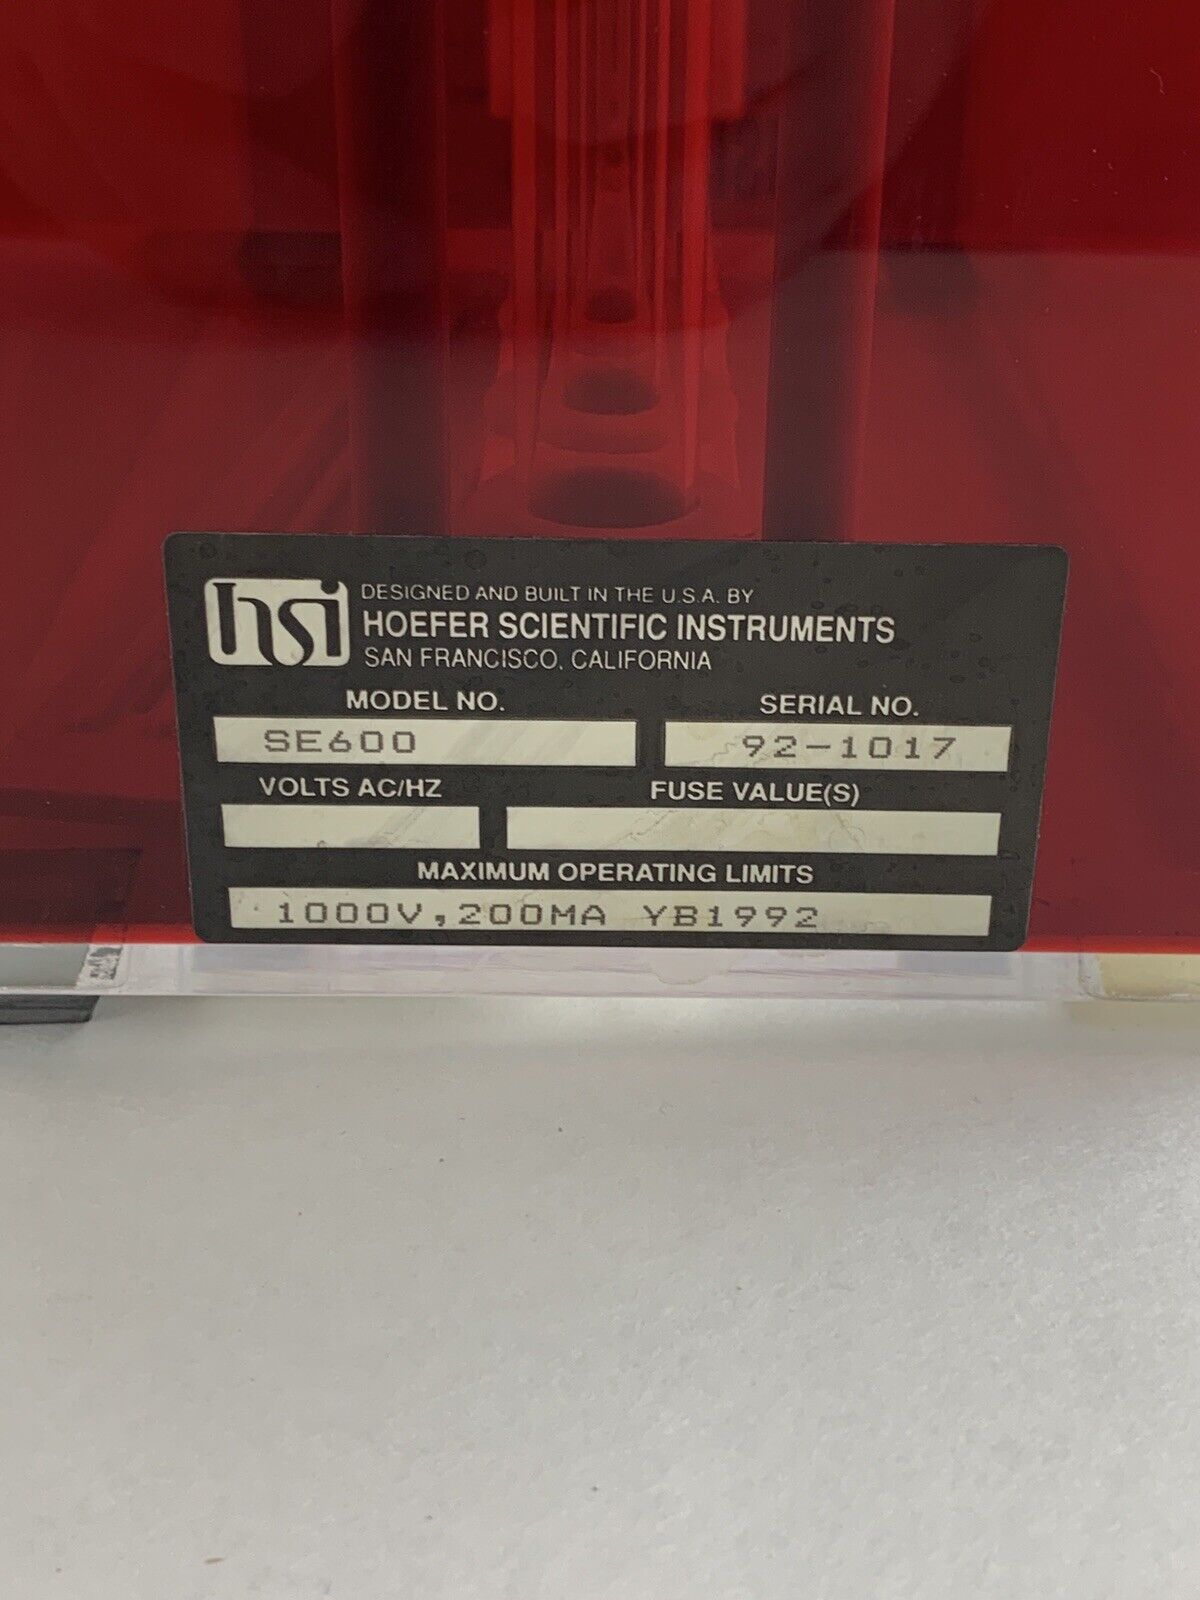 hsi
DESIGNED AND BUILT IN THE U.S.A. BY
HOEFER SCIENTIFIC INSTRUMENTS
SAN FRANCISCO, CALIFORNIA
MODEL NO. SERIAL NO.
SE600 92-1017
VOLTS AC/HZ FUSE VALUE(S)
MAXIMUM OPERATING LIMITS
1000V,200MA YB1992